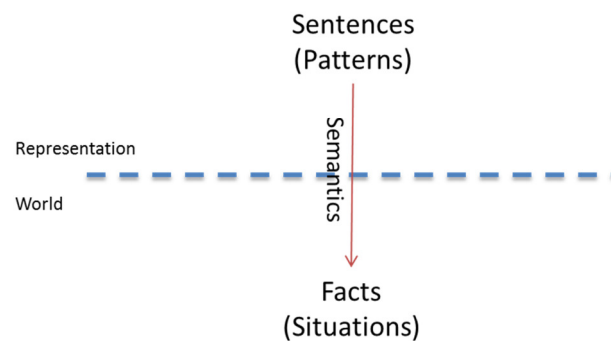 Sentences
(Patterns)
Semantics
Representation
World
Facts
(Situations)